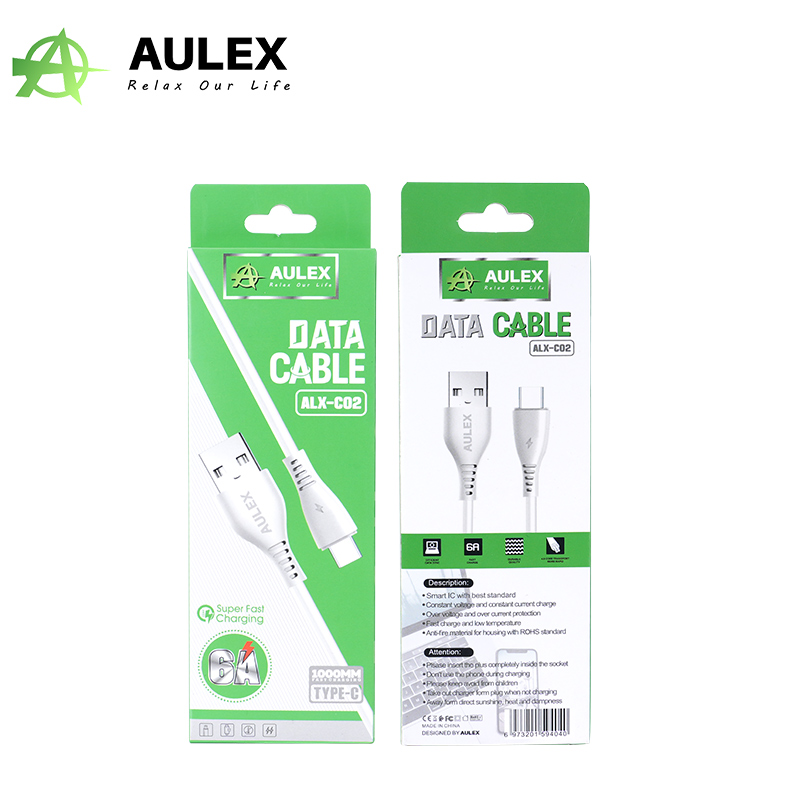 AULEX
Relax Our Life
AULEX
Relax Our Life
DATA
CABLE
ALX-C02
AULEX
Super Fast
Charging
6A
1000MM
TYPE-C
AULEX
Relax Our Life
DATA CABLE
ALX-C02
AULEX
6A
Description:
Smart IC with best standard
Constant voltage and constant current charge
Over voltage and over current protection
Fast charge and low temperature
Anti-fire material for housing with ROHS standard
Attention:
Please insert the plus completely inside the socket
Don't use the phone during charging
Please keep avoid from children
Take out charger form plug when not charging
Away form direct sunshine, heat and dampness
MADE IN CHINA
DESIGNED BY AULEX
6 973201 594040